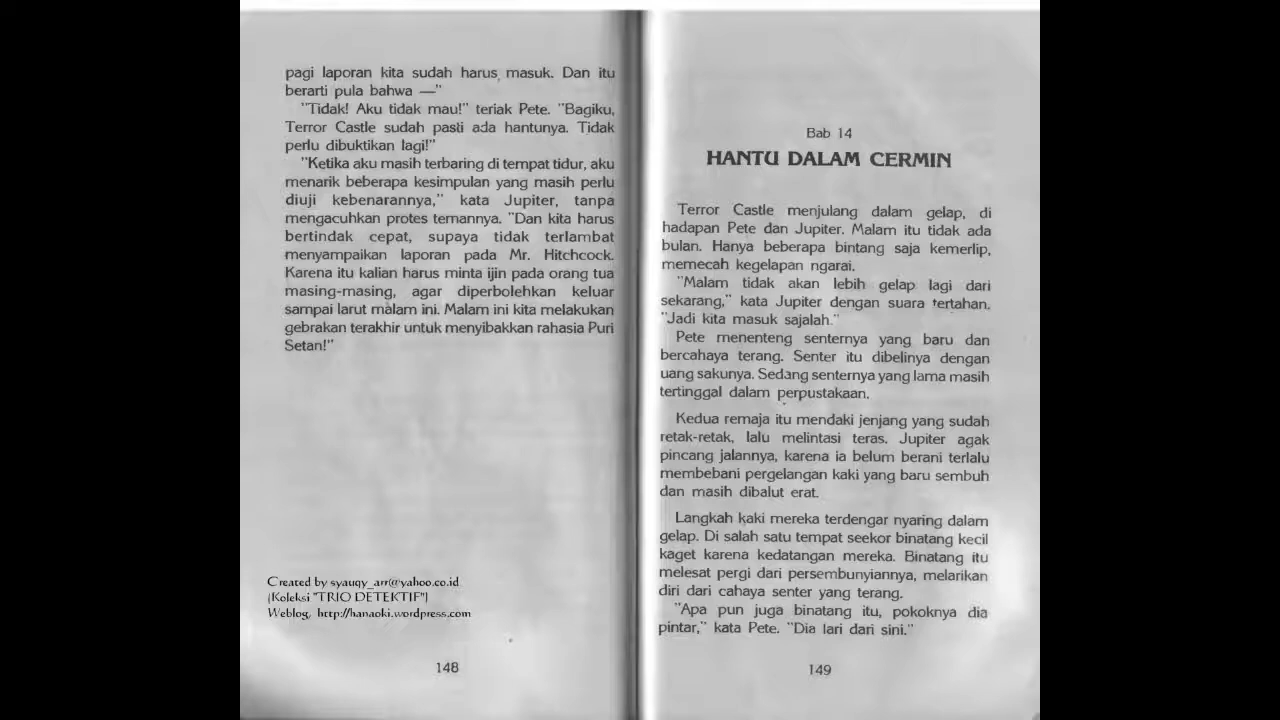 pagi laporan kita sudah harus masuk. Dan itu
berarti pula bahwa —"
"Tidak! Aku tidak mau!" teriak Pete. "Bagiku,
Terror Castle sudah pasti ada hantunya. Tidak
perlu dibuktikan lagi!"
"Ketika aku masih terbaring di tempat tidur, aku
menarik beberapa kesimpulan yang masih perlu
diuji kebenarannya," kata Jupiter, tanpa
mengacuhkan protes temannya. "Dan kita harus
bertindak cepat, supaya tidak terlambat
menyampaikan laporan pada Mr. Hitchcock.
Karena itu kalian harus minta ijin pada orang tua
masing-masing, agar diperbolehkan keluar
sampai larut malam ini. Malam ini kita melakukan
gebrakan terakhir untuk menyibakkan rahasia Puri
Setan!"
Created by syauqy_arr@yahoo.co.id
(Koleksi "TRIO DETEKTIF")
Weblog, http://hanaoki.wordpress.com
148
Bab 14
HANTU DALAM CERMIN
Terror Castle menjulang dalam gelap, di
hadapan Pete dan Jupiter. Malam itu tidak ada
bulan. Hanya beberapa bintang saja kemerlip,
memecah kegelapan ngarai.
"Malam tidak akan lebih gelap lagi dari
sekarang," kata Jupiter dengan suara tertahan.
"Jadi kita masuk sajalah."
Pete menenteng senternya yang baru dan
bercahaya terang. Senter itu dibelinya dengan
uang sakunya. Sedang senternya yang lama masih
tertinggal dalam perpustakaan.
Kedua remaja itu mendaki jenjang yang sudah
retak-retak, lalu melintasi teras. Jupiter agak
pincang jalannya, karena ia belum berani terlalu
membebani pergelangan kaki yang baru sembuh
dan masih dibalut erat.
Langkah kaki mereka terdengar nyaring dalam
gelap. Di salah satu tempat seekor binatang kecil
kaget karena kedatangan mereka. Binatang itu
melesat pergi dari persembunyiannya, melarikan
diri dari cahaya senter yang terang.
"Apa pun juga binatang itu, pokoknya dia
pintar," kata Pete. "Dia lari dari sini."
149